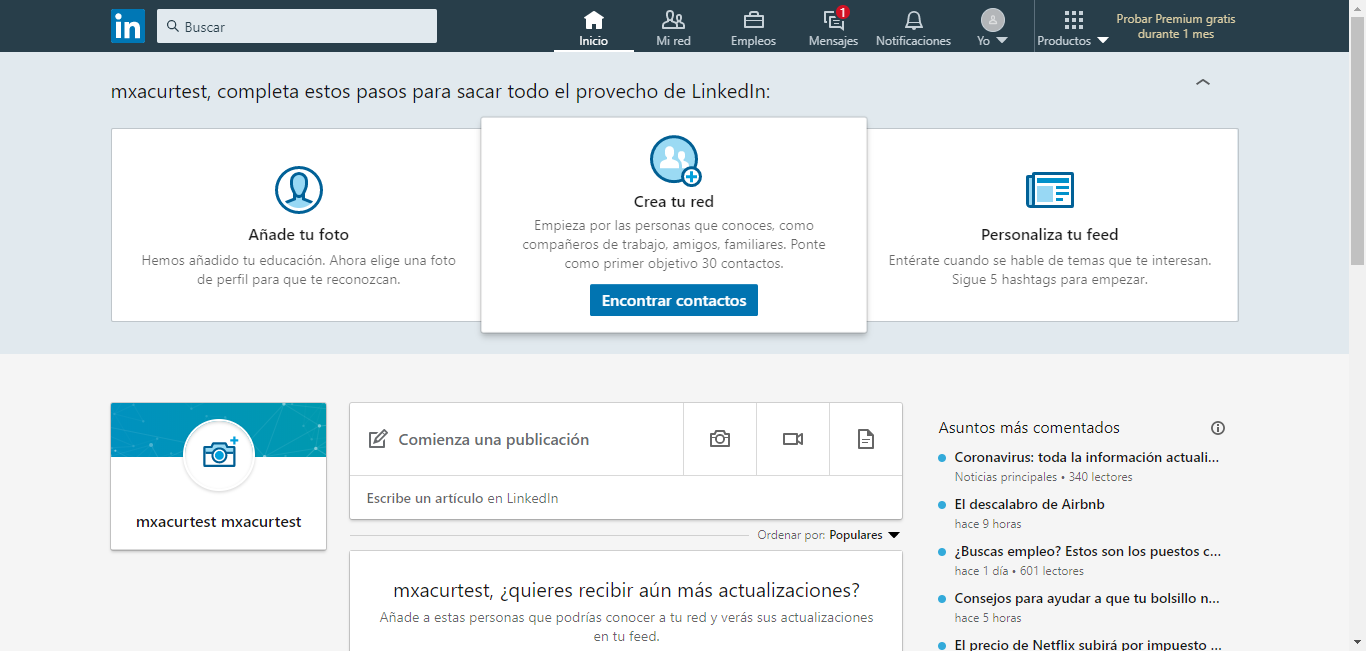 in
Buscar
Inicio
Mi red
Empleos
1
Mensajes
Notificaciones
Yo
Productos
Probar Premium gratis
durante 1 mes
mxacurtest, completa estos pasos para sacar todo el provecho de LinkedIn:
Añade tu foto
Hemos añadido tu educación. Ahora elige una foto
de perfil para que te reconozcan.
Crea tu red
Empieza por las personas que conoces, como
compañeros de trabajo, amigos, familiares. Ponte
como primer objetivo 30 contactos.
Encontrar contactos
Personaliza tu feed
Entérate cuando se hable de temas que te interesan.
Sigue 5 hashtags para empezar.
mxacurtest mxacurtest
Comienza una publicación
Escribe un artículo en LinkedIn
Ordenar por: Populares
mxacurtest, ¿quieres recibir aún más actualizaciones?
Añade a estas personas que podrías conocer a tu red y verás sus actualizaciones
en tu feed.
Asuntos más comentados
Coronavirus: toda la información actuali...
Noticias principales • 340 lectores
El descalabro de Airbnb
hace 9 horas
¿Buscas empleo? Estos son los puestos c...
hace 1 día • 601 lectores
Consejos para ayudar a que tu bolsillo n...
hace 5 horas
El precio de Netflix subirá por impuesto ...